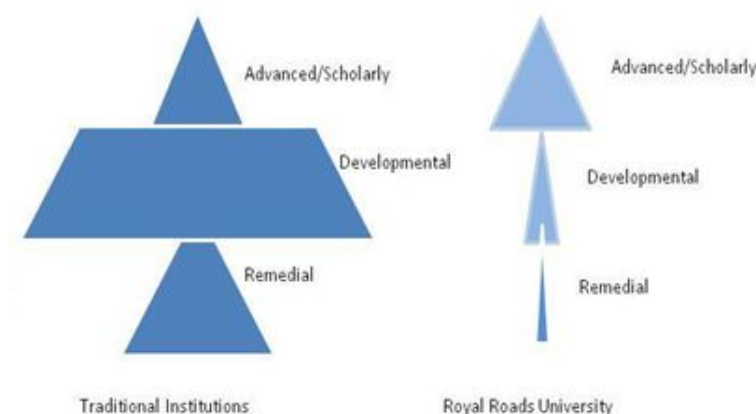 Advanced/Scholarly
Developmental
Remedial
Traditional Institutions
Advanced/Scholarly
Developmental
Remedial
Royal Roads University